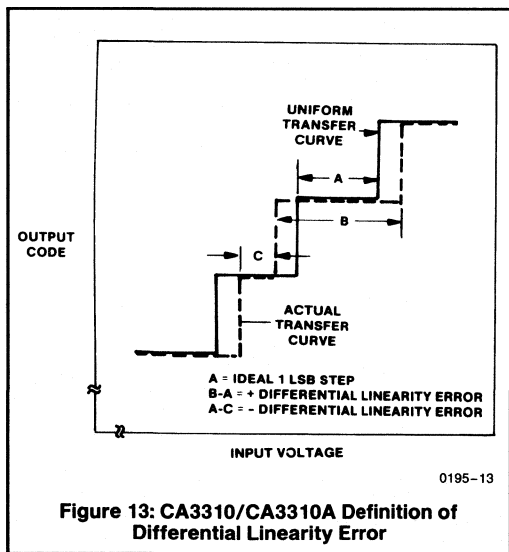 UNIFORM
TRANSFER
CURVE
A
B
OUTPUT
CODE
C
ACTUAL
TRANSFER
CURVE
A = IDEAL 1 LSB STEP
B-A = + DIFFERENTIAL LINEARITY ERROR
A-C = - DIFFERENTIAL LINEARITY ERROR
INPUT VOLTAGE
0195-13
Figure 13: CA3310/CA3310A Definition of
Differential Linearity Error